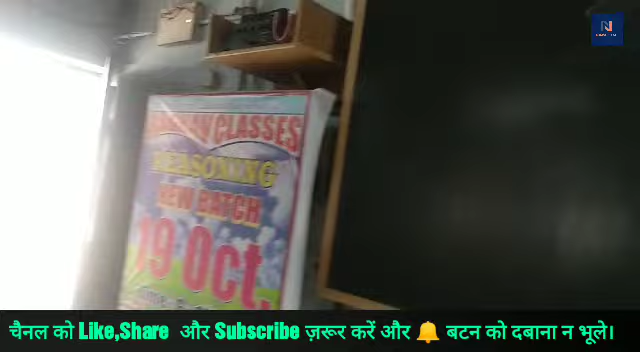 CLASSES
REASONING
NEW BATCH
19 Oct.
चैनल को Like,Share और Subscribe ज़रूर करें और 🔔 बटन को दबाना न भूले।